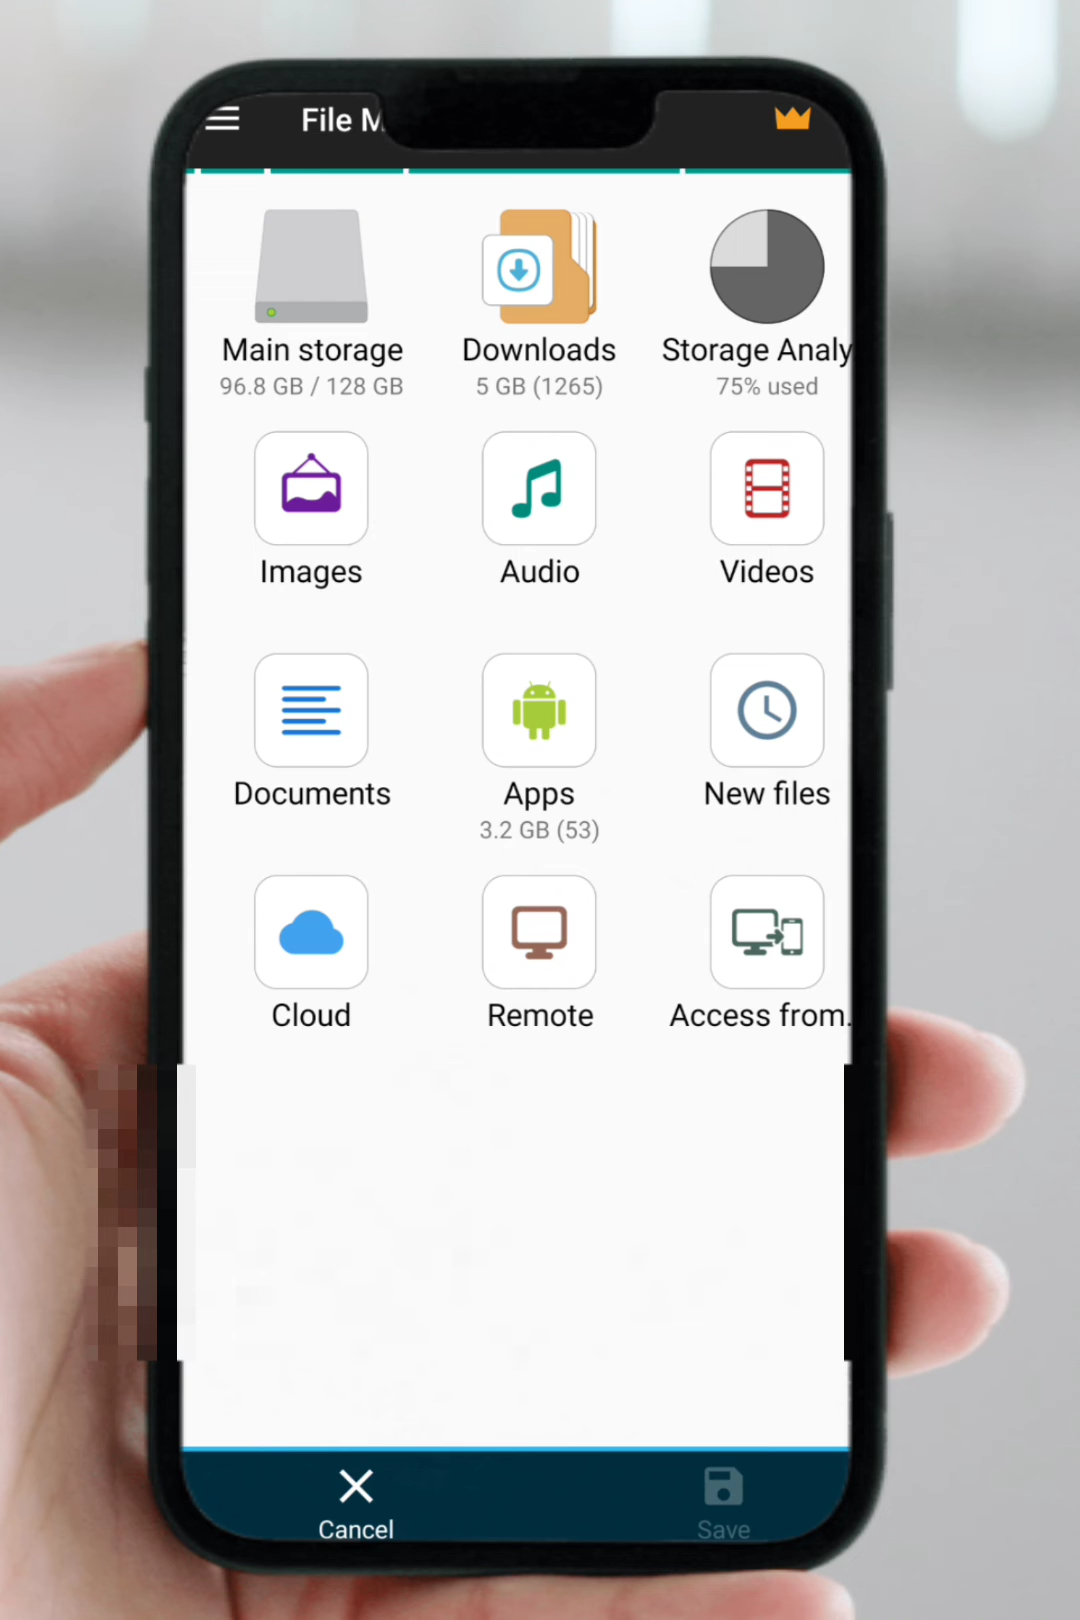 File M
Main storage
96.8 GB / 128 GB
Downloads
5 GB (1265)
Storage Analy
75% used
Images
Audio
Videos
Documents
Apps
3.2 GB (53)
New files
Cloud
Remote
Access from.
Cancel
Save